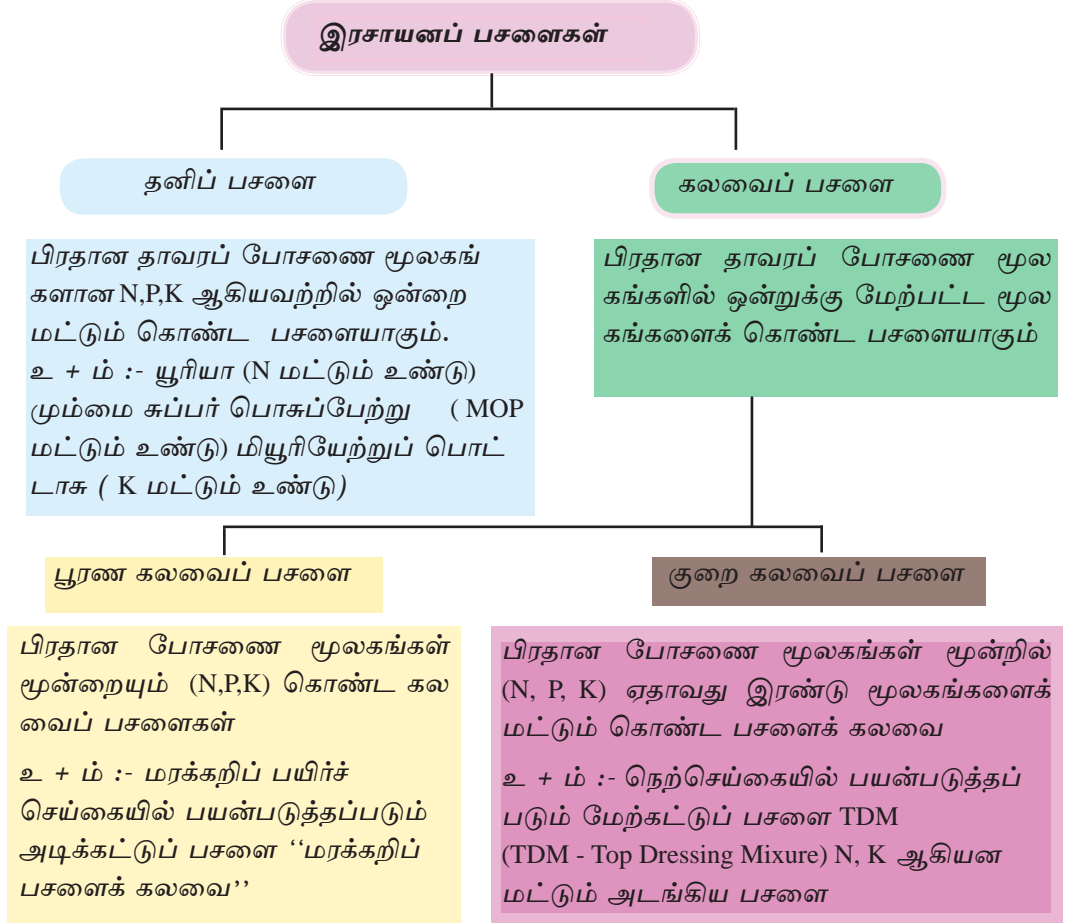 இரசாயனப் பசளைகள்
தனிப் பசளை
கலவைப் பசளை
பிரதான தாவரப் போசணை மூலகங்
களான N,P,K ஆகியவற்றில் ஒன்றை
மட்டும் கொண்ட பசளையாகும்.
உ + ம் :- யூரியா (N மட்டும் உண்டு)
மும்மை சுப்பர் பொசுப்பேற்று ( MOP
மட்டும் உண்டு) மியூரியேற்றுப் பொட்
டாசு ( K மட்டும் உண்டு)
பிரதான தாவரப் போசணை மூல
கங்களில் ஒன்றுக்கு மேற்பட்ட மூல
கங்களைக் கொண்ட பசளையாகும்
பூரண கலவைப் பசளை
குறை கலவைப் பசளை
பிரதான போசணை மூலகங்கள்
மூன்றையும் (N,P,K) கொண்ட கல
வைப் பசளைகள்
உ + ம் :- மரக்கறிப் பயிர்ச்
செய்கையில் பயன்படுத்தப்படும்
அடிக்கட்டுப் பசளை ‘‘மரக்கறிப்
பசளைக் கலவை’’
பிரதான போசணை மூலகங்கள் மூன்றில்
(N, P, K) ஏதாவது இரண்டு மூலகங்களைக்
மட்டும் கொண்ட பசளைக் கலவை
உ + ம் :- நெற்செய்கையில் பயன்படுத்தப்
படும் மேற்கட்டுப் பசளை TDM
(TDM - Top Dressing Mixure) N, K ஆகியன
மட்டும் அடங்கிய பசளை